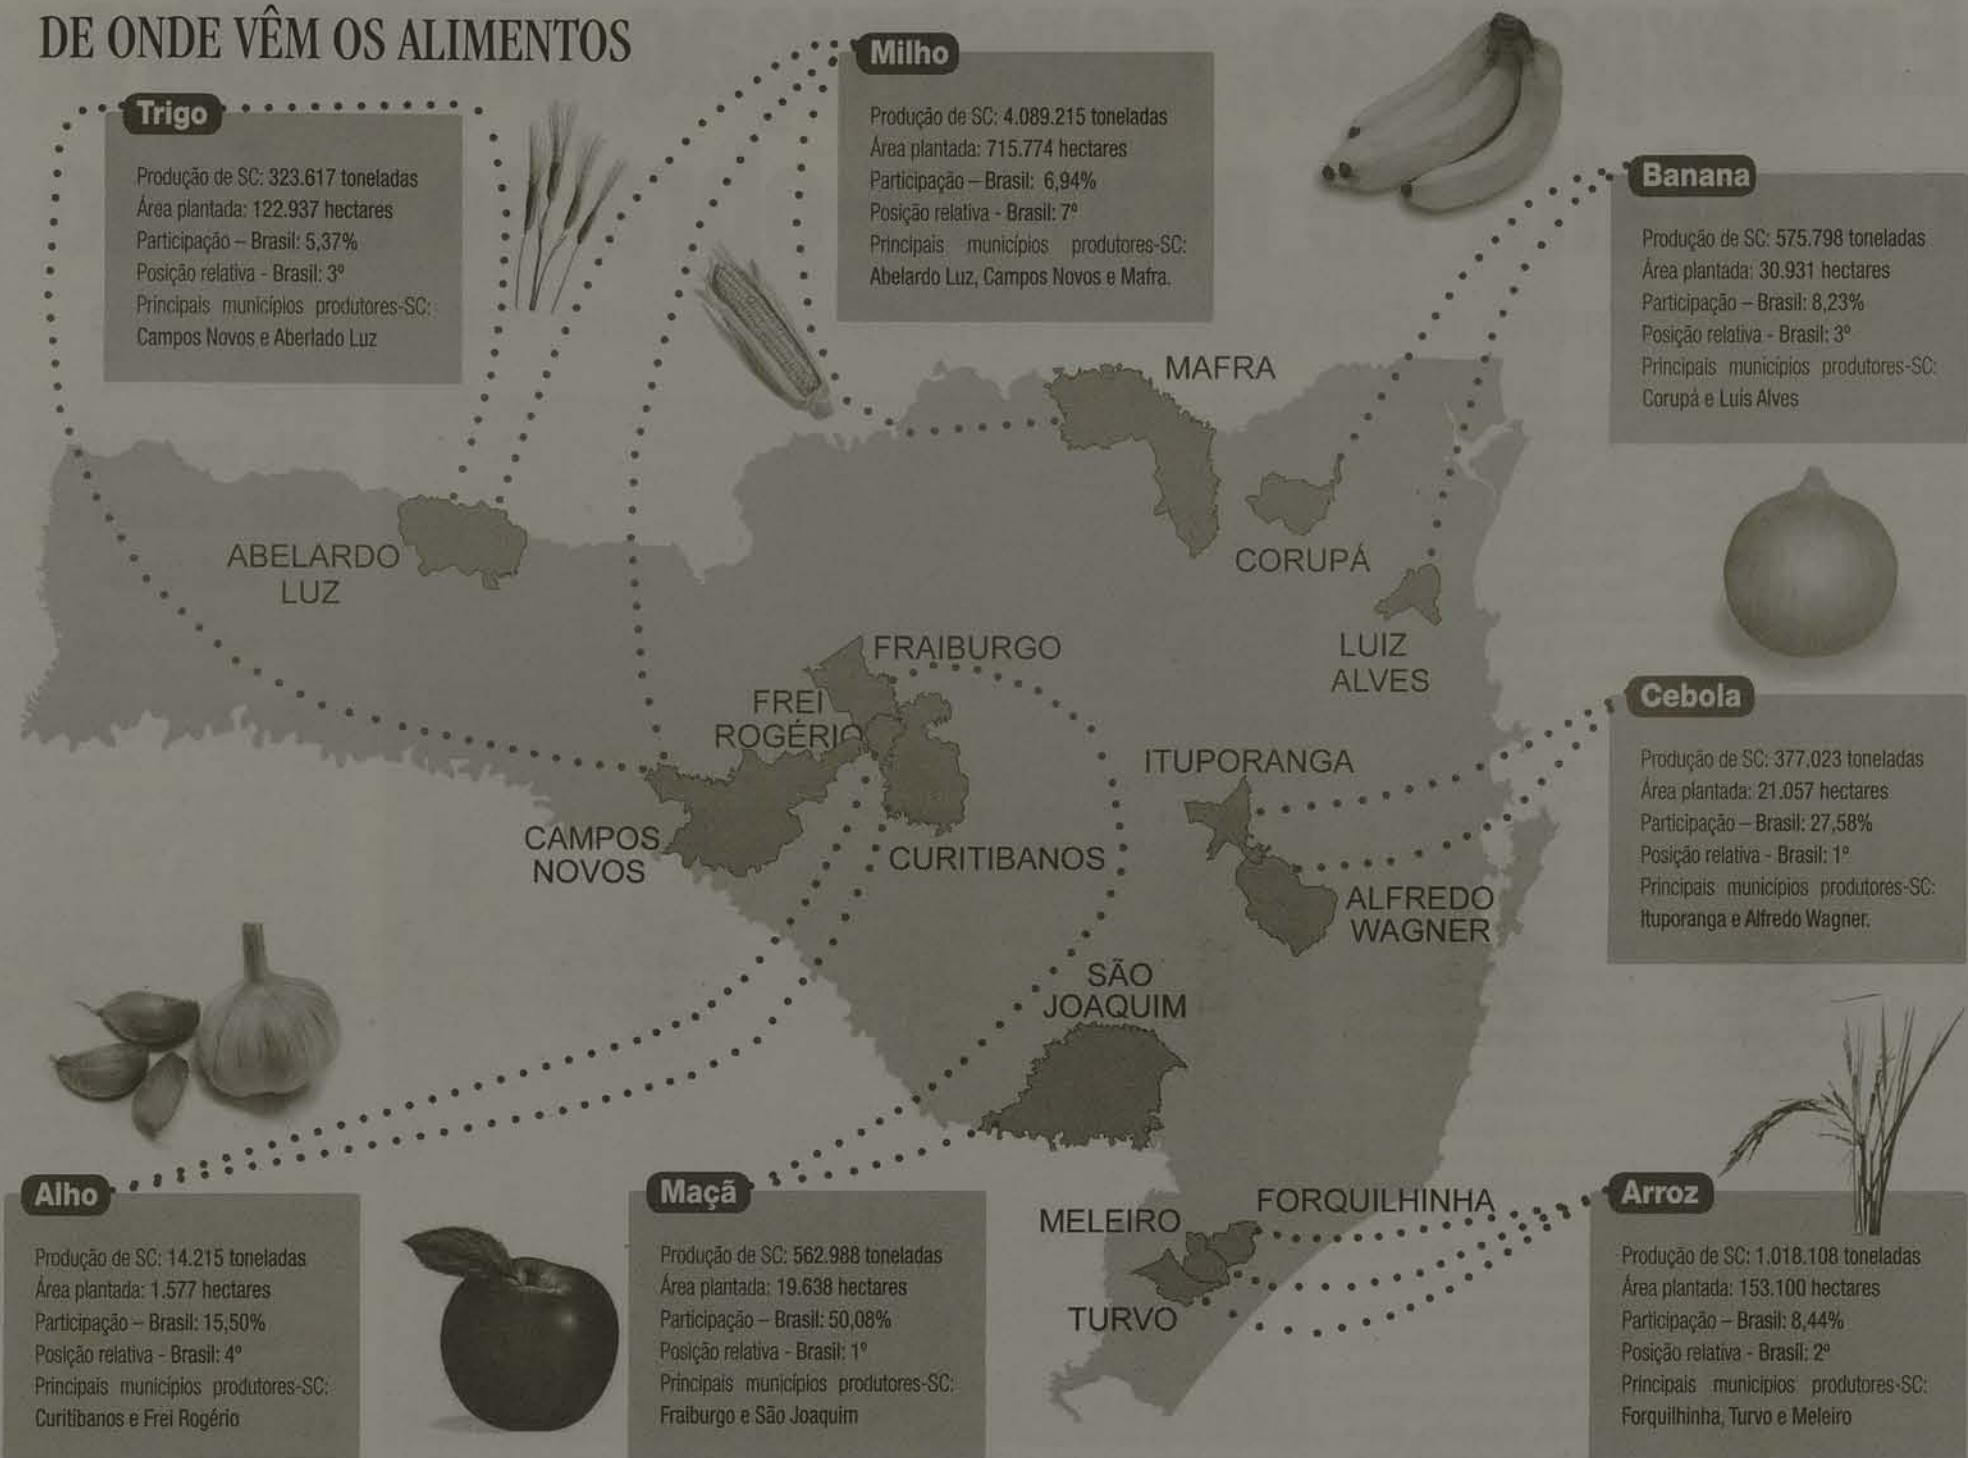 DE ONDE VÊM OS ALIMENTOS
Trigo
Produção de SC: 323.617 toneladas
Área plantada: 122.937 hectares
Participação – Brasil: 5,37%
Posição relativa - Brasil: 3º
Principais municípios produtores-SC:
Campos Novos e Aberlado Luz
Milho
Produção de SC: 4.089.215 toneladas
Área plantada: 715.774 hectares
Participação – Brasil: 6,94%
Posição relativa - Brasil: 7º
Principais municípios produtores-SC:
Abelardo Luz, Campos Novos e Mafra.
Banana
Produção de SC: 575.798 toneladas
Área plantada: 30.931 hectares
Participação – Brasil: 8,23%
Posição relativa - Brasil: 3º
Principais municípios produtores-SC:
Corupá e Luís Alves
MAFRA
ABELARDO
LUZ
CORUPÁ
LUIZ
ALVES
FRAIBURGO
FREI
ROGÉRIO
ITUPORANGA
CAMPOS
NOVOS
CURITIBANOS
ALFREDO
WAGNER
SÃO
JOAQUIM
Cebola
Produção de SC: 377.023 toneladas
Área plantada: 21.057 hectares
Participação – Brasil: 27,58%
Posição relativa - Brasil: 1º
Principais municípios produtores-SC:
Ituporanga e Alfredo Wagner.
FORQUILHINHA
MELEIRO
TURVO
Alho
Produção de SC: 14.215 toneladas
Área plantada: 1.577 hectares
Participação – Brasil: 15,50%
Posição relativa - Brasil: 4º
Principais municípios produtores-SC:
Curitibanos e Frei Rogério
Maçã
Produção de SC: 562.988 toneladas
Área plantada: 19.638 hectares
Participação – Brasil: 50,08%
Posição relativa - Brasil: 1º
Principais municípios produtores-SC:
Fraiburgo e São Joaquim
Arroz
Produção de SC: 1.018.108 toneladas
Área plantada: 153.100 hectares
Participação – Brasil: 8,44%
Posição relativa - Brasil: 2º
Principais municípios produtores-SC:
Forquilhinha, Turvo e Meleiro